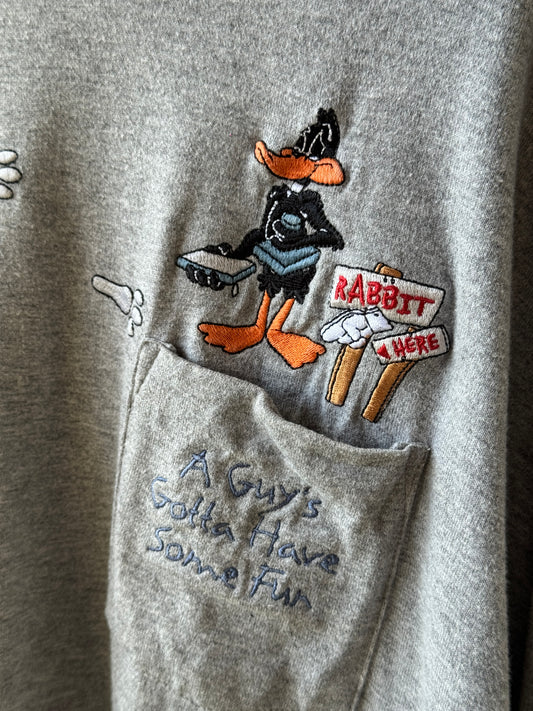 RABBIT
HERE
A Guy's
Gotta Have
Some Fun